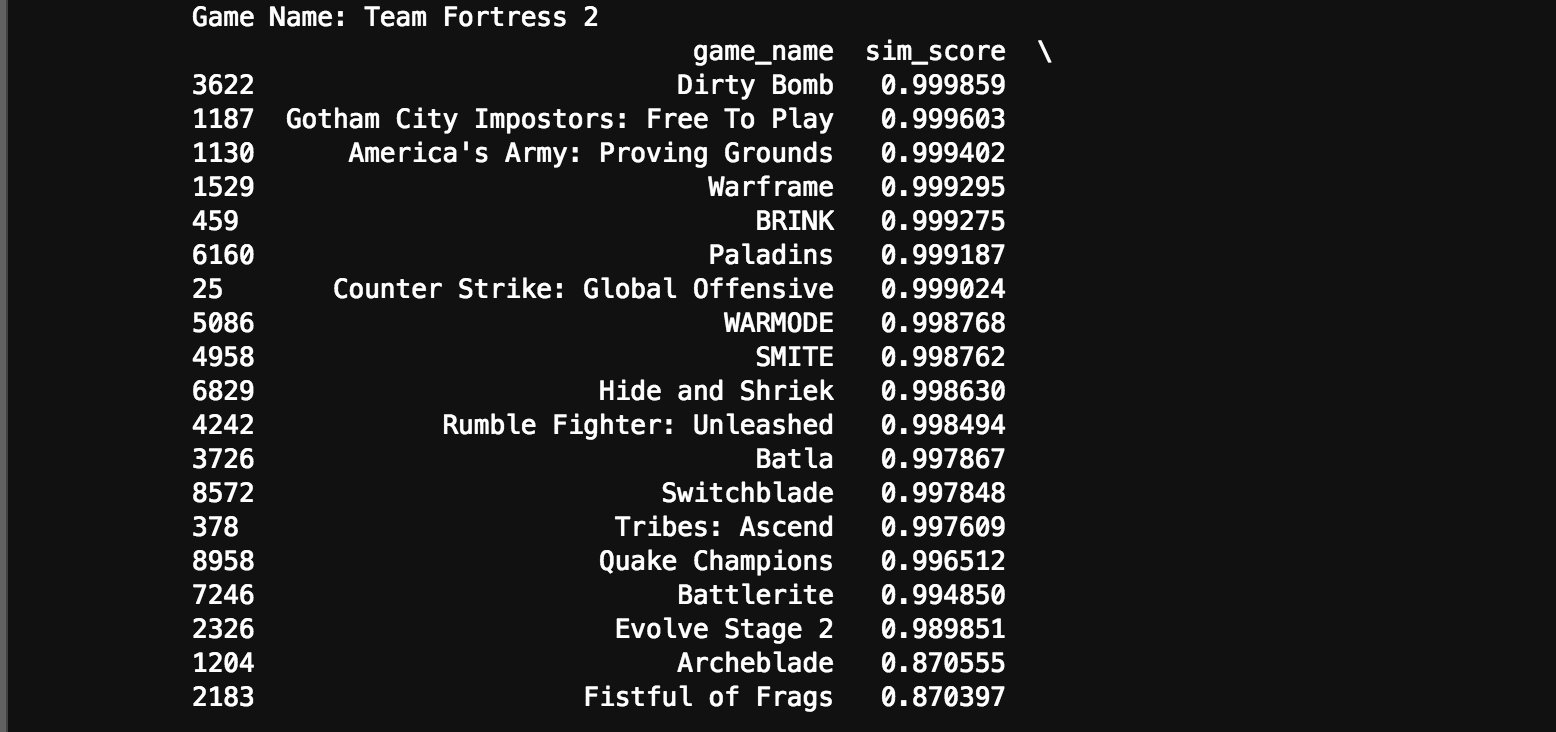 Game Name: Team Fortress 2
game_name sim_score \
3622 Dirty Bomb 0.999859
1187 Gotham City Impostors: Free To Play 0.999603
1130 America's Army: Proving Grounds 0.999402
1529 Warframe 0.999295
459 BRINK 0.999275
6160 Paladins 0.999187
25 Counter Strike: Global Offensive 0.999024
5086 WARMODE 0.998768
4958 SMITE 0.998762
6829 Hide and Shriek 0.998630
4242 Rumble Fighter: Unleashed 0.998494
3726 Batla 0.997867
8572 Switchblade 0.997848
378 Tribes: Ascend 0.997609
8958 Quake Champions 0.996512
7246 Battlerite 0.994850
2326 Evolve Stage 2 0.989851
1204 Archeblade 0.870555
2183 Fistful of Frags 0.870397